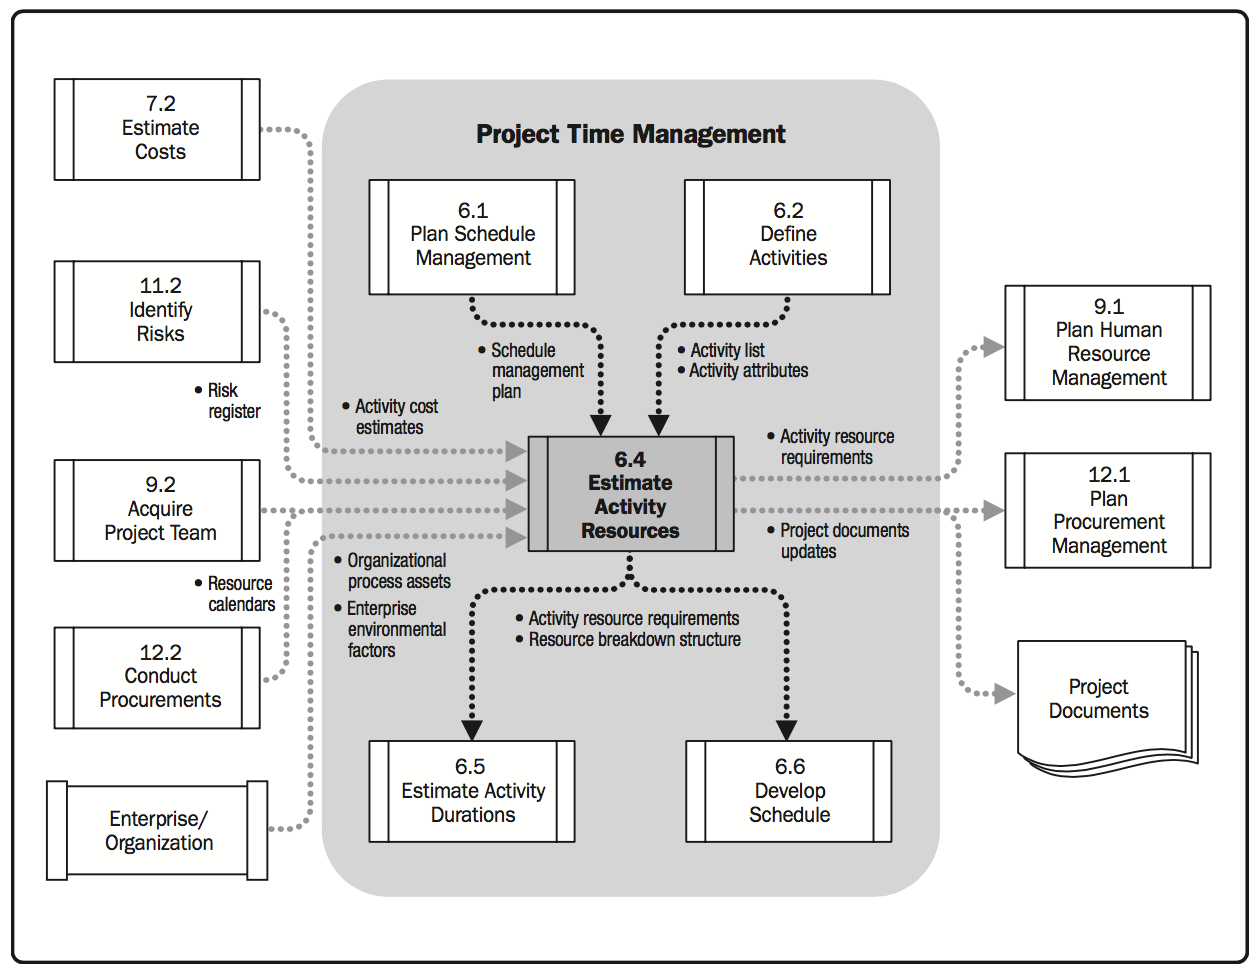 Project Time Management
7.2
Estimate
Costs
6.1
Plan Schedule
Management
6.2
Define
Activities
11.2
Identify
Risks
9.1
Plan Human
Resource
Management
• Schedule
management
plan
• Activity list
• Activity attributes
• Risk
register
• Activity cost
estimates
• Activity resource
requirements
6.4
Estimate
Activity
Resources
9.2
Acquire
Project Team
12.1
Plan
Procurement
Management
• Project documents
updates
• Organizational
process assets
• Enterprise
environmental
factors
• Resource
calendars
• Activity resource requirements
• Resource breakdown structure
12.2
Conduct
Procurements
Project
Documents
6.5
Estimate Activity
Durations
6.6
Develop
Schedule
Enterprise/
Organization